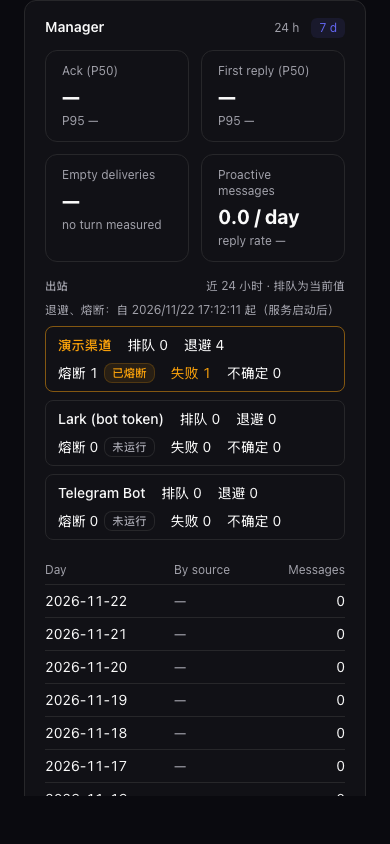 Manager 24 h 7 d
Ack (P50)
—
P95 —
First reply (P50)
—
P95 —
Empty deliveries
—
no turn measured
Proactive
messages
0.0 / day
reply rate —
出站 近 24 小时 · 排队为当前值
退避、熔断：自 2026/11/22 17:12:11 起（服务启动后）
演示渠道 排队 0 退避 4
熔断 1 已熔断 失败 1 不确定 0
Lark (bot token) 排队 0 退避 0
熔断 0 未运行 失败 0 不确定 0
Telegram Bot 排队 0 退避 0
熔断 0 未运行 失败 0 不确定 0
Day By source Messages
2026-11-22 — 0
2026-11-21 — 0
2026-11-20 — 0
2026-11-19 — 0
2026-11-18 — 0
2026-11-17 — 0